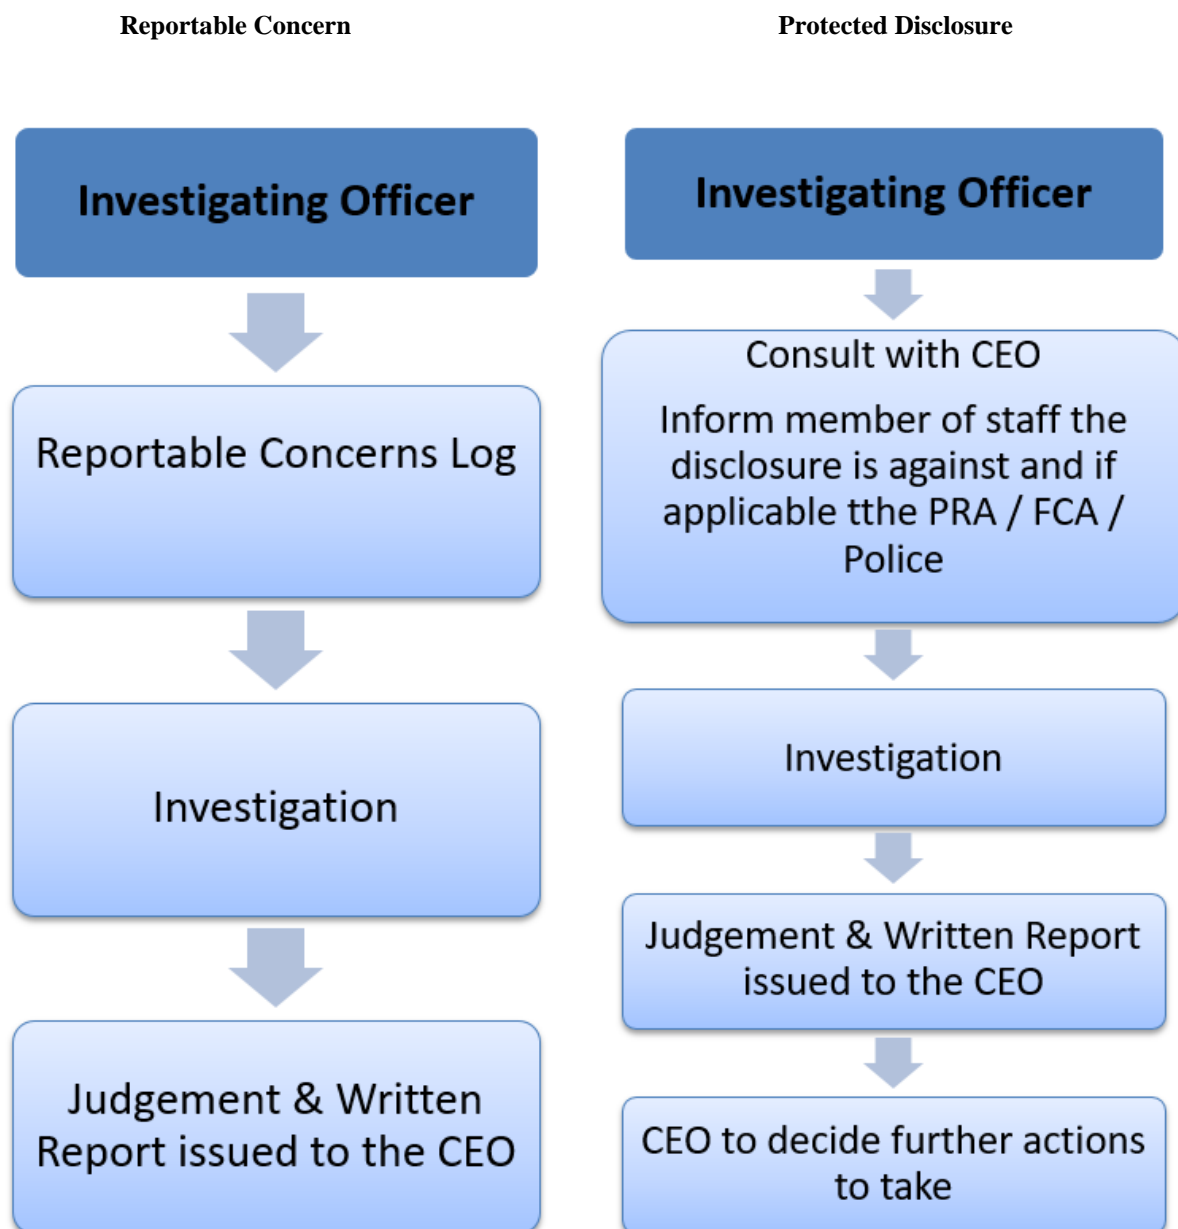 Reportable Concern
Investigating Officer
Reportable Concerns Log
Investigation
Judgement & Written
Report issued to the CEO
Protected Disclosure
Investigating Officer
Consult with CEO
Inform member of staff the
disclosure is against and if
applicable tthe PRA / FCA /
Police
Investigation
Judgement & Written Report
issued to the CEO
CEO to decide further actions
to take